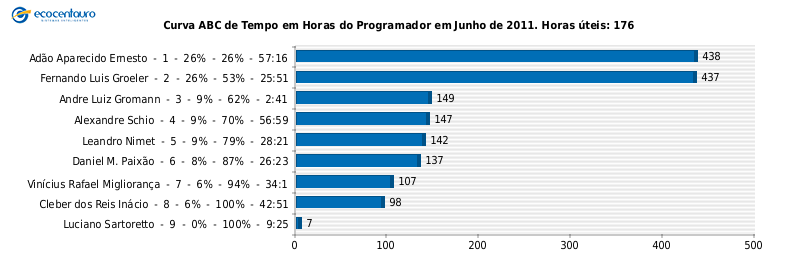 ecocentauro
Curva ABC de Tempo em Horas do Programador em Junho de 2011. Horas úteis: 176
Adão Aparecido Ernesto - 1 - 26% - 26% - 57:16 438
Fernando Luis Groeler - 2 - 26% - 53% - 25:51 437
Andre Luiz Gromann - 3 - 9% - 62% - 2:41 149
Alexandre Schio - 4 - 9% - 70% - 56:59 147
Leandro Nimet - 5 - 9% - 79% - 28:21 142
Daniel M. Paixão - 6 - 8% - 87% - 26:23 137
Vinícius Rafael Migliorança - 7 - 6% - 94% - 34:1 107
Cleber dos Reis Inácio - 8 - 6% - 100% - 42:51 98
Luciano Sartoretto - 9 - 0% - 100% - 9:25 7
0 100 200 300 400 500